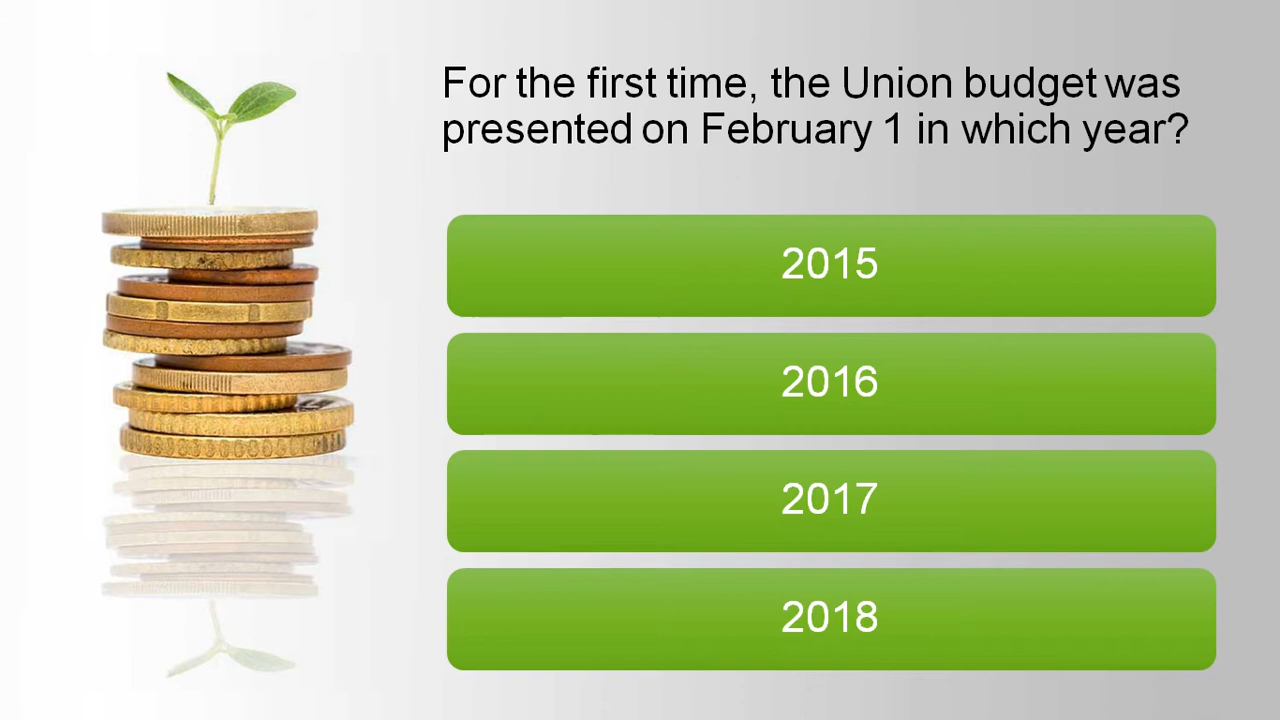 For the first time, the Union budget was
presented on February 1 in which year?
2015
2016
2017
2018